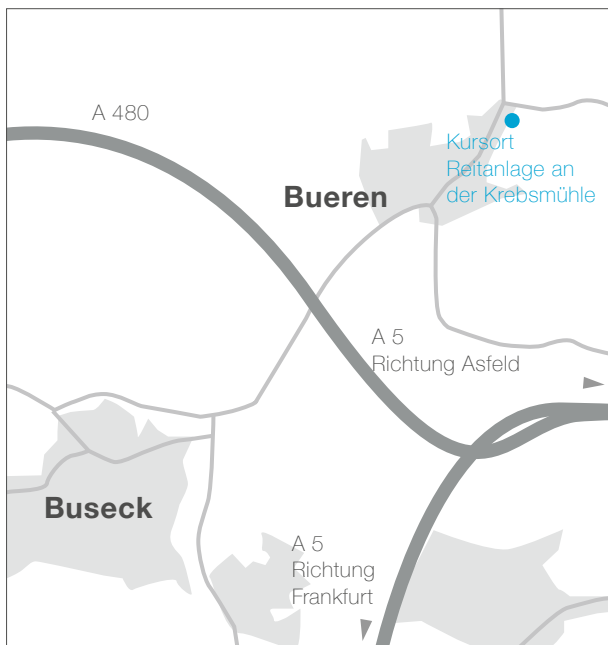 A 480
Kursort
Reitanlage an
der Krebsmühle
Bueren
A 5
Richtung Asfeld
Buseck
A 5
Richtung
Frankfurt